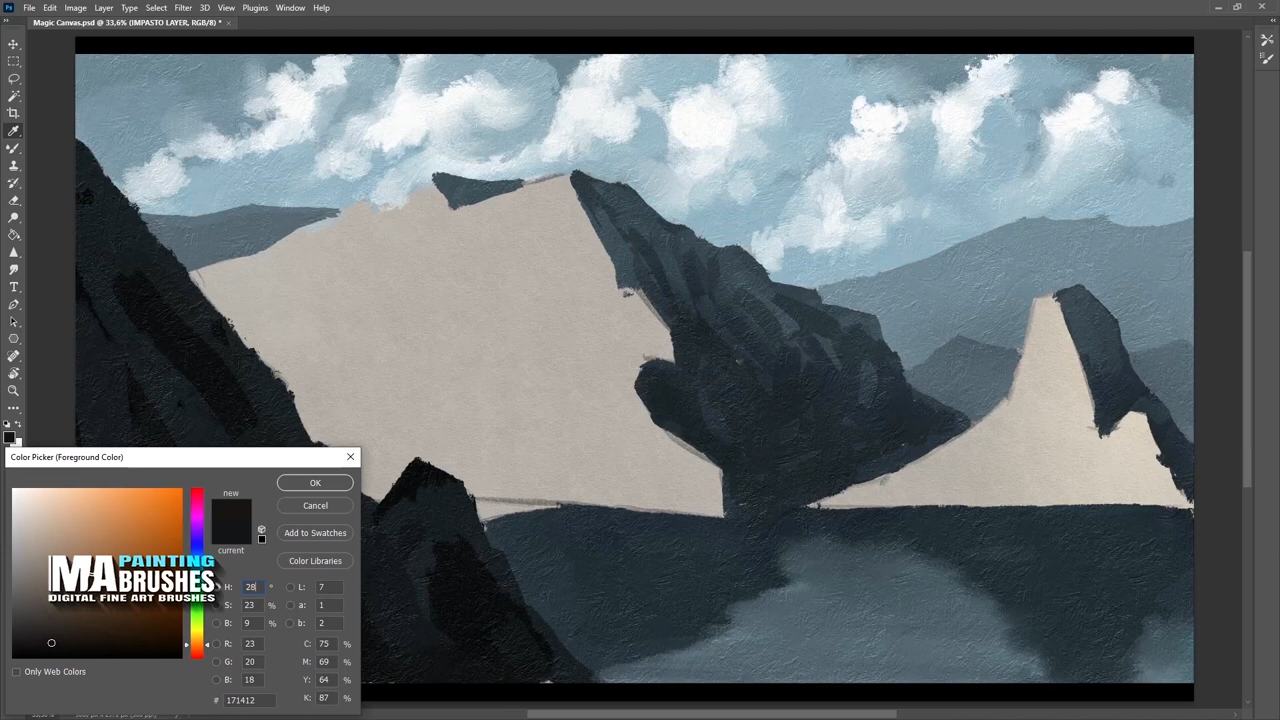 Ps File Edit Image Layer Type Select Filter 3D View Plugins Window Help
Magic Canvas.psd @ 33,6% (IMPASTO LAYER, RGB/8) *
Color Picker (Foreground Color)
new
current
OK
Cancel
Add to Swatches
Color Libraries
MA PAINTING BRUSHES
DIGITAL FINE ART BRUSHES
H: 28 ° L: 7
S: 23 % a: 1
B: 9 % b: 2
R: 23 C: 75 %
G: 20 M: 69 %
B: 18 Y: 64 %
# 171412 K: 87 %
Only Web Colors